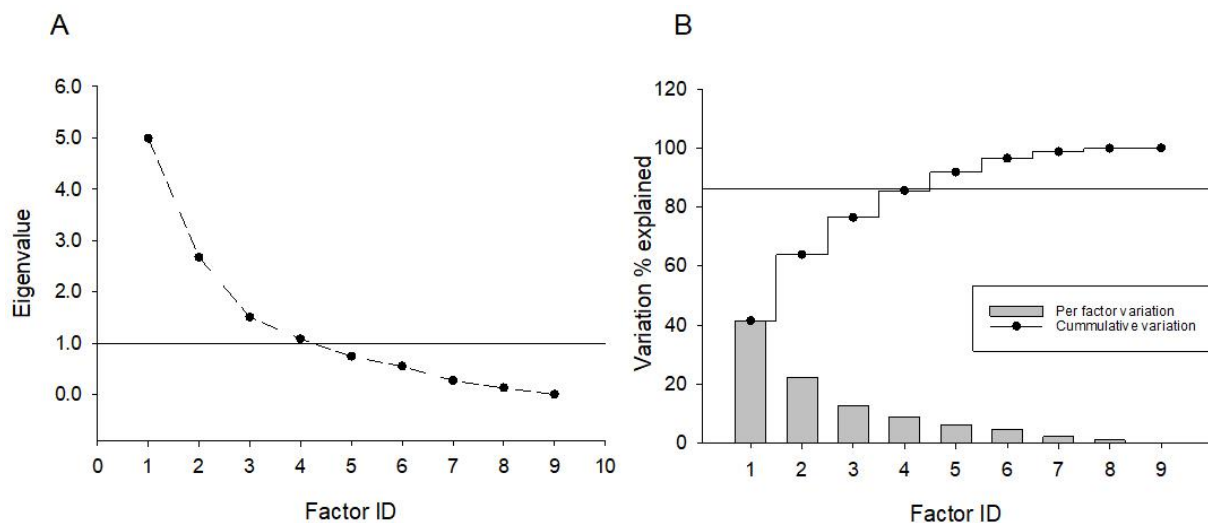 A
6.0
5.0
4.0
3.0
2.0
1.0
0.0
Eigenvalue
0 1 2 3 4 5 6 7 8 9 10
Factor ID
B
120
100
80
60
40
20
0
Variation % explained
Per factor variation
Cummulative variation
1 2 3 4 5 6 7 8 9
Factor ID